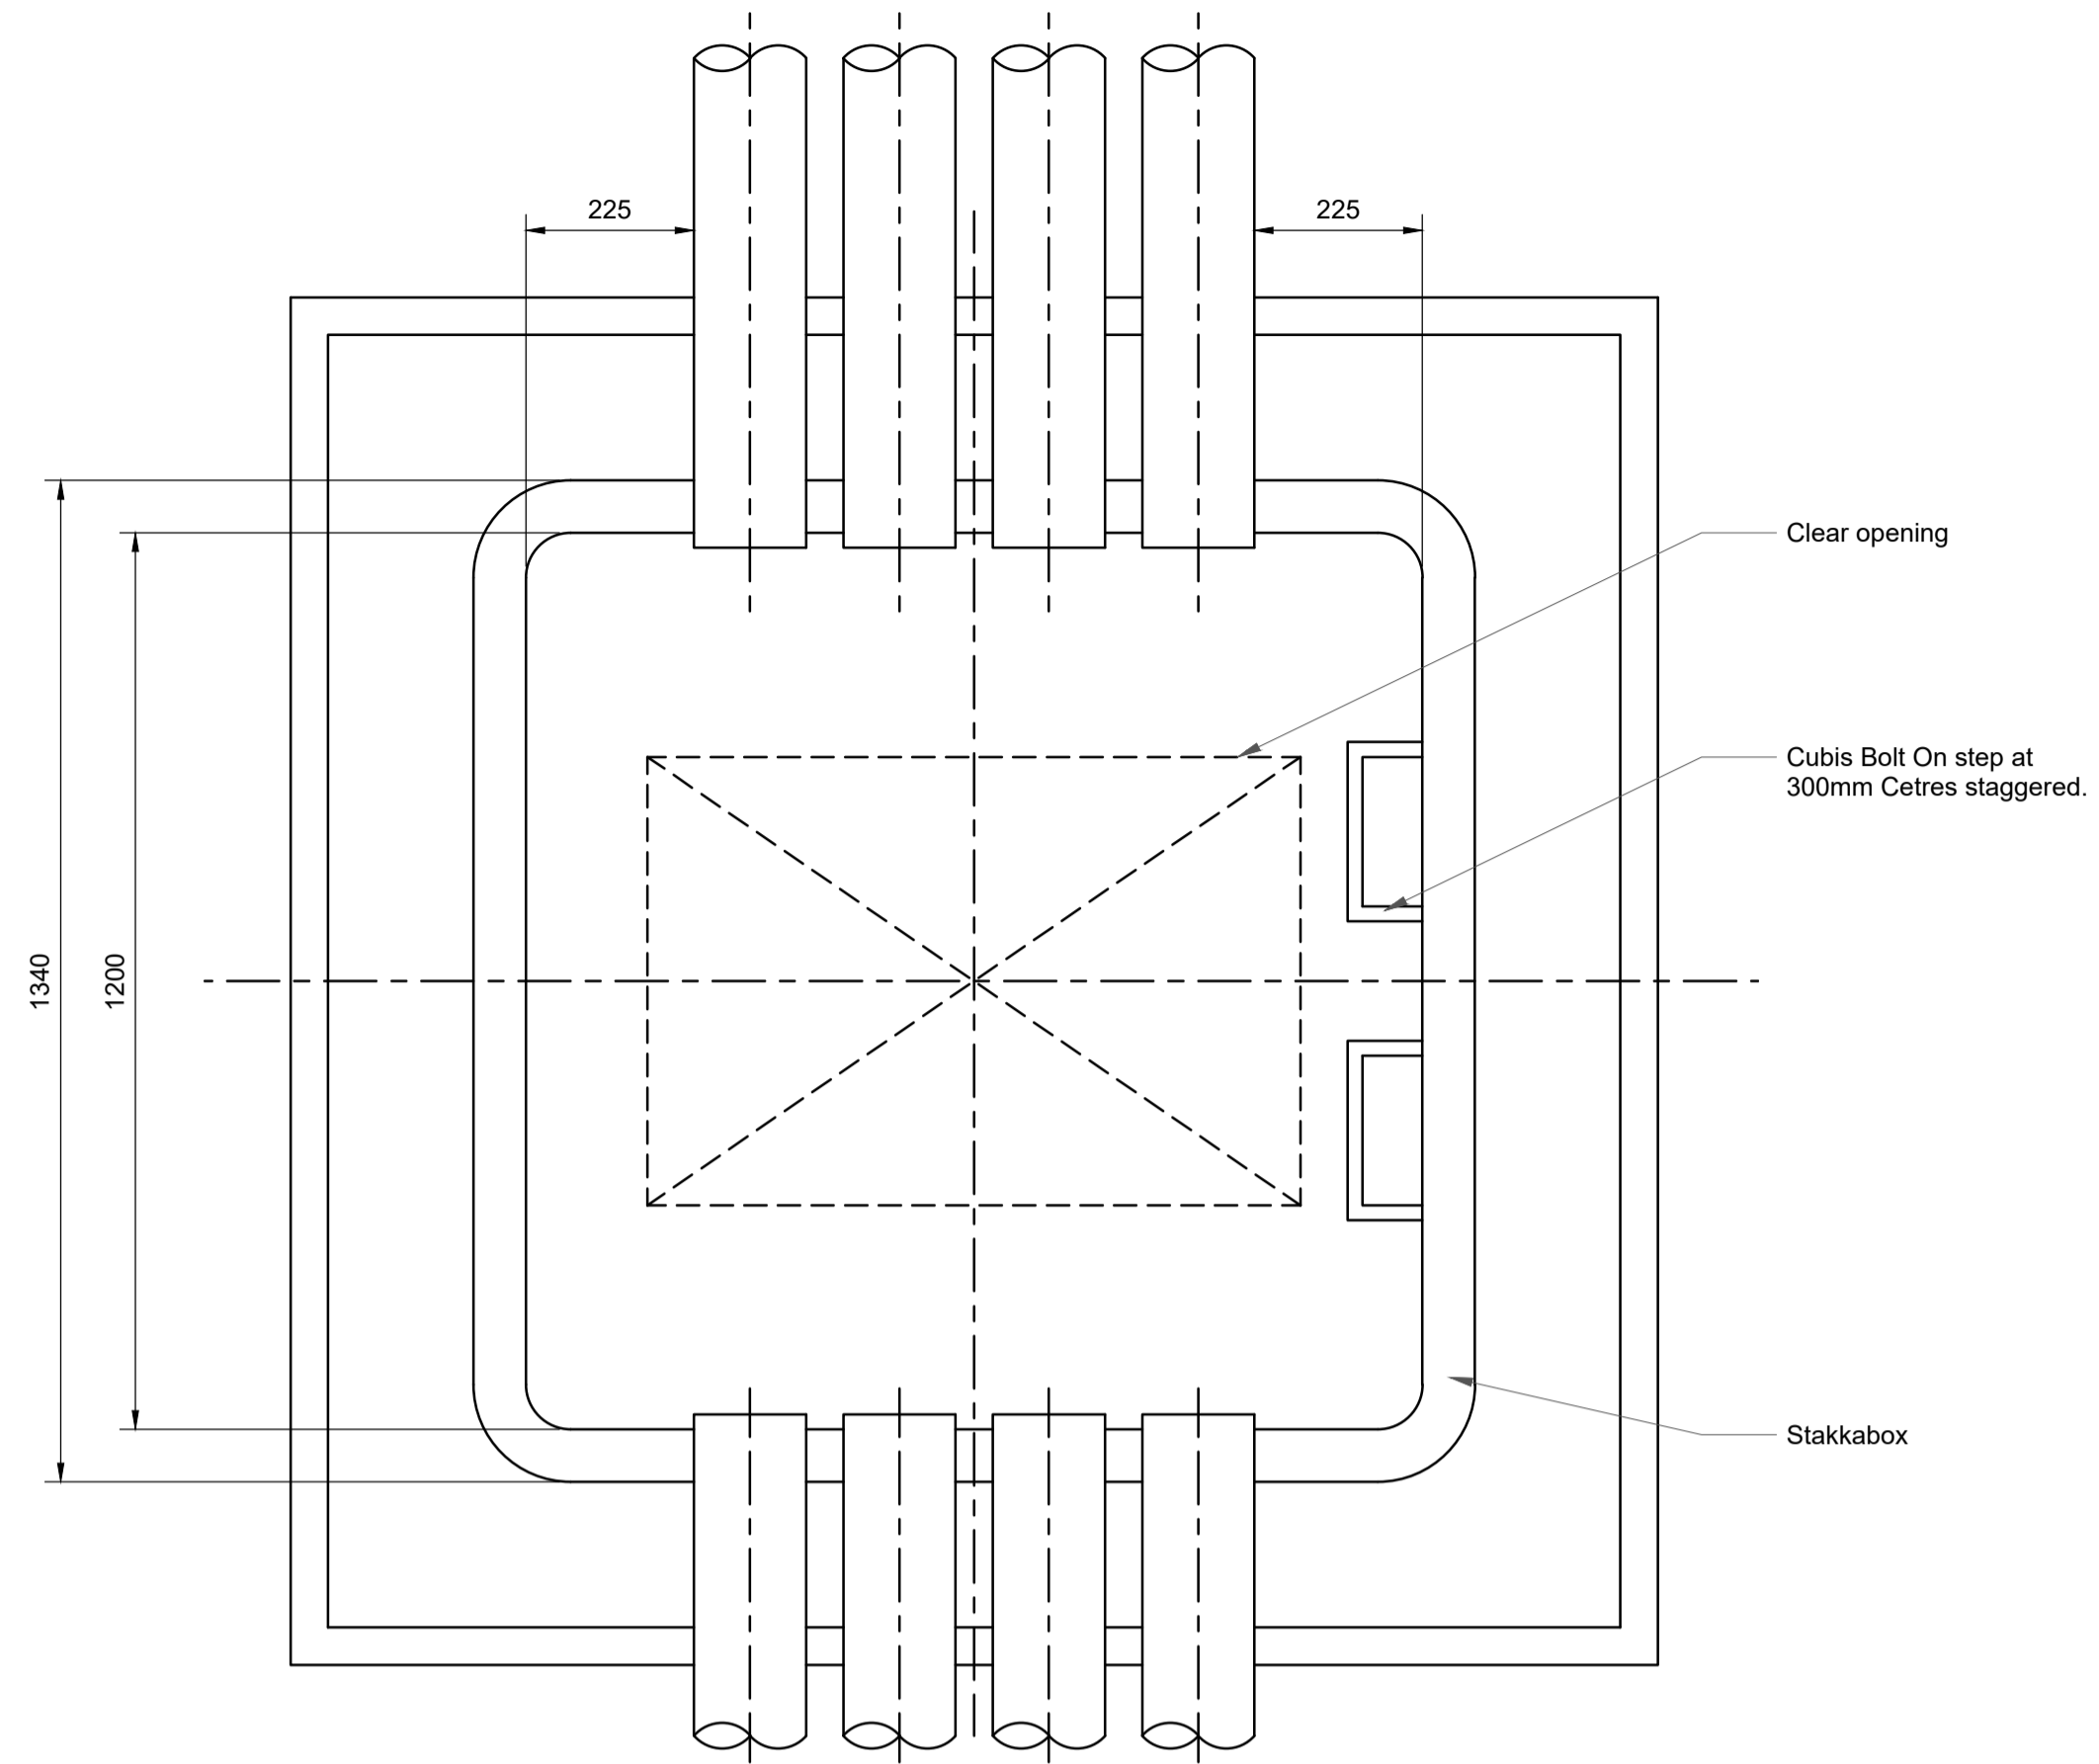 225
225
Clear opening
Cubis Bolt On step at
300mm Cetres staggered.
1340
1200
Stakkabox